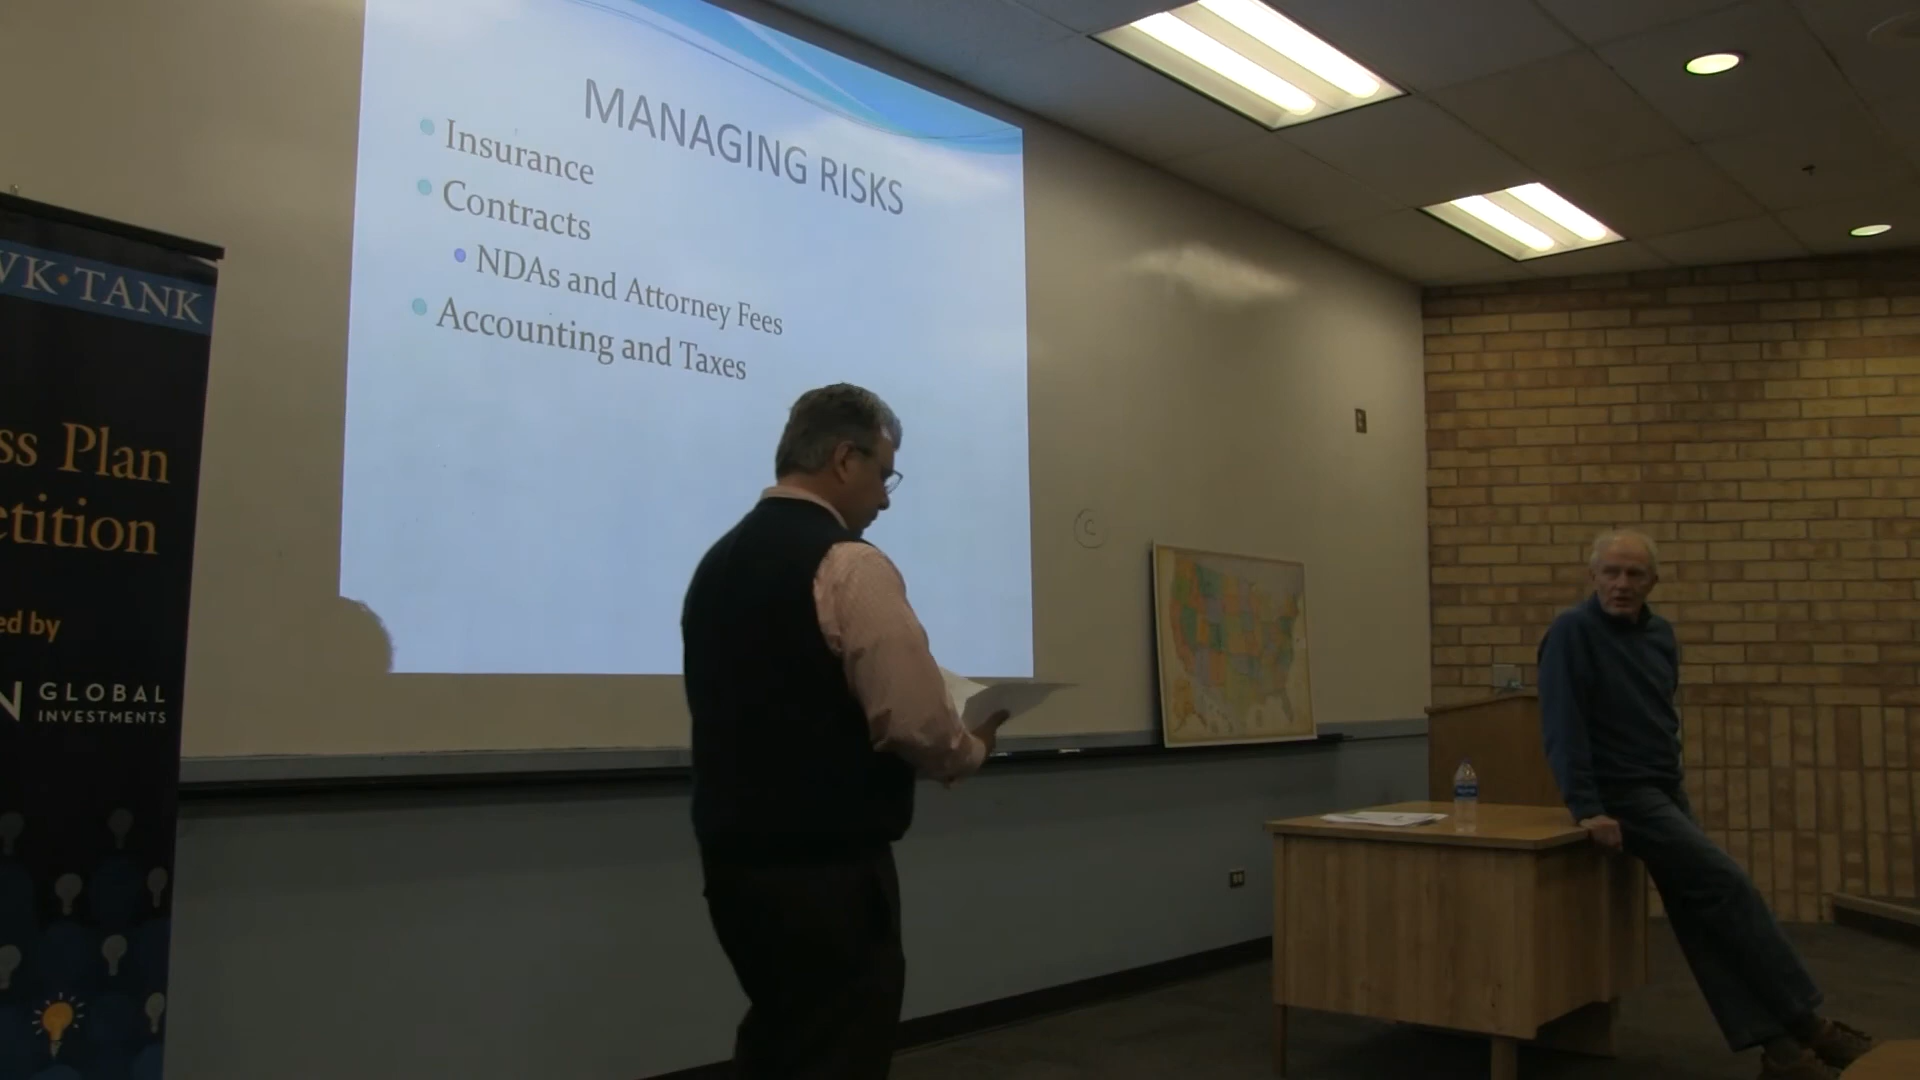 MANAGING RISKS
Insurance
Contracts
NDAs and Attorney Fees
Accounting and Taxes
WK·TANK
ss Plan
etition
ed by
N GLOBAL
INVESTMENTS
C